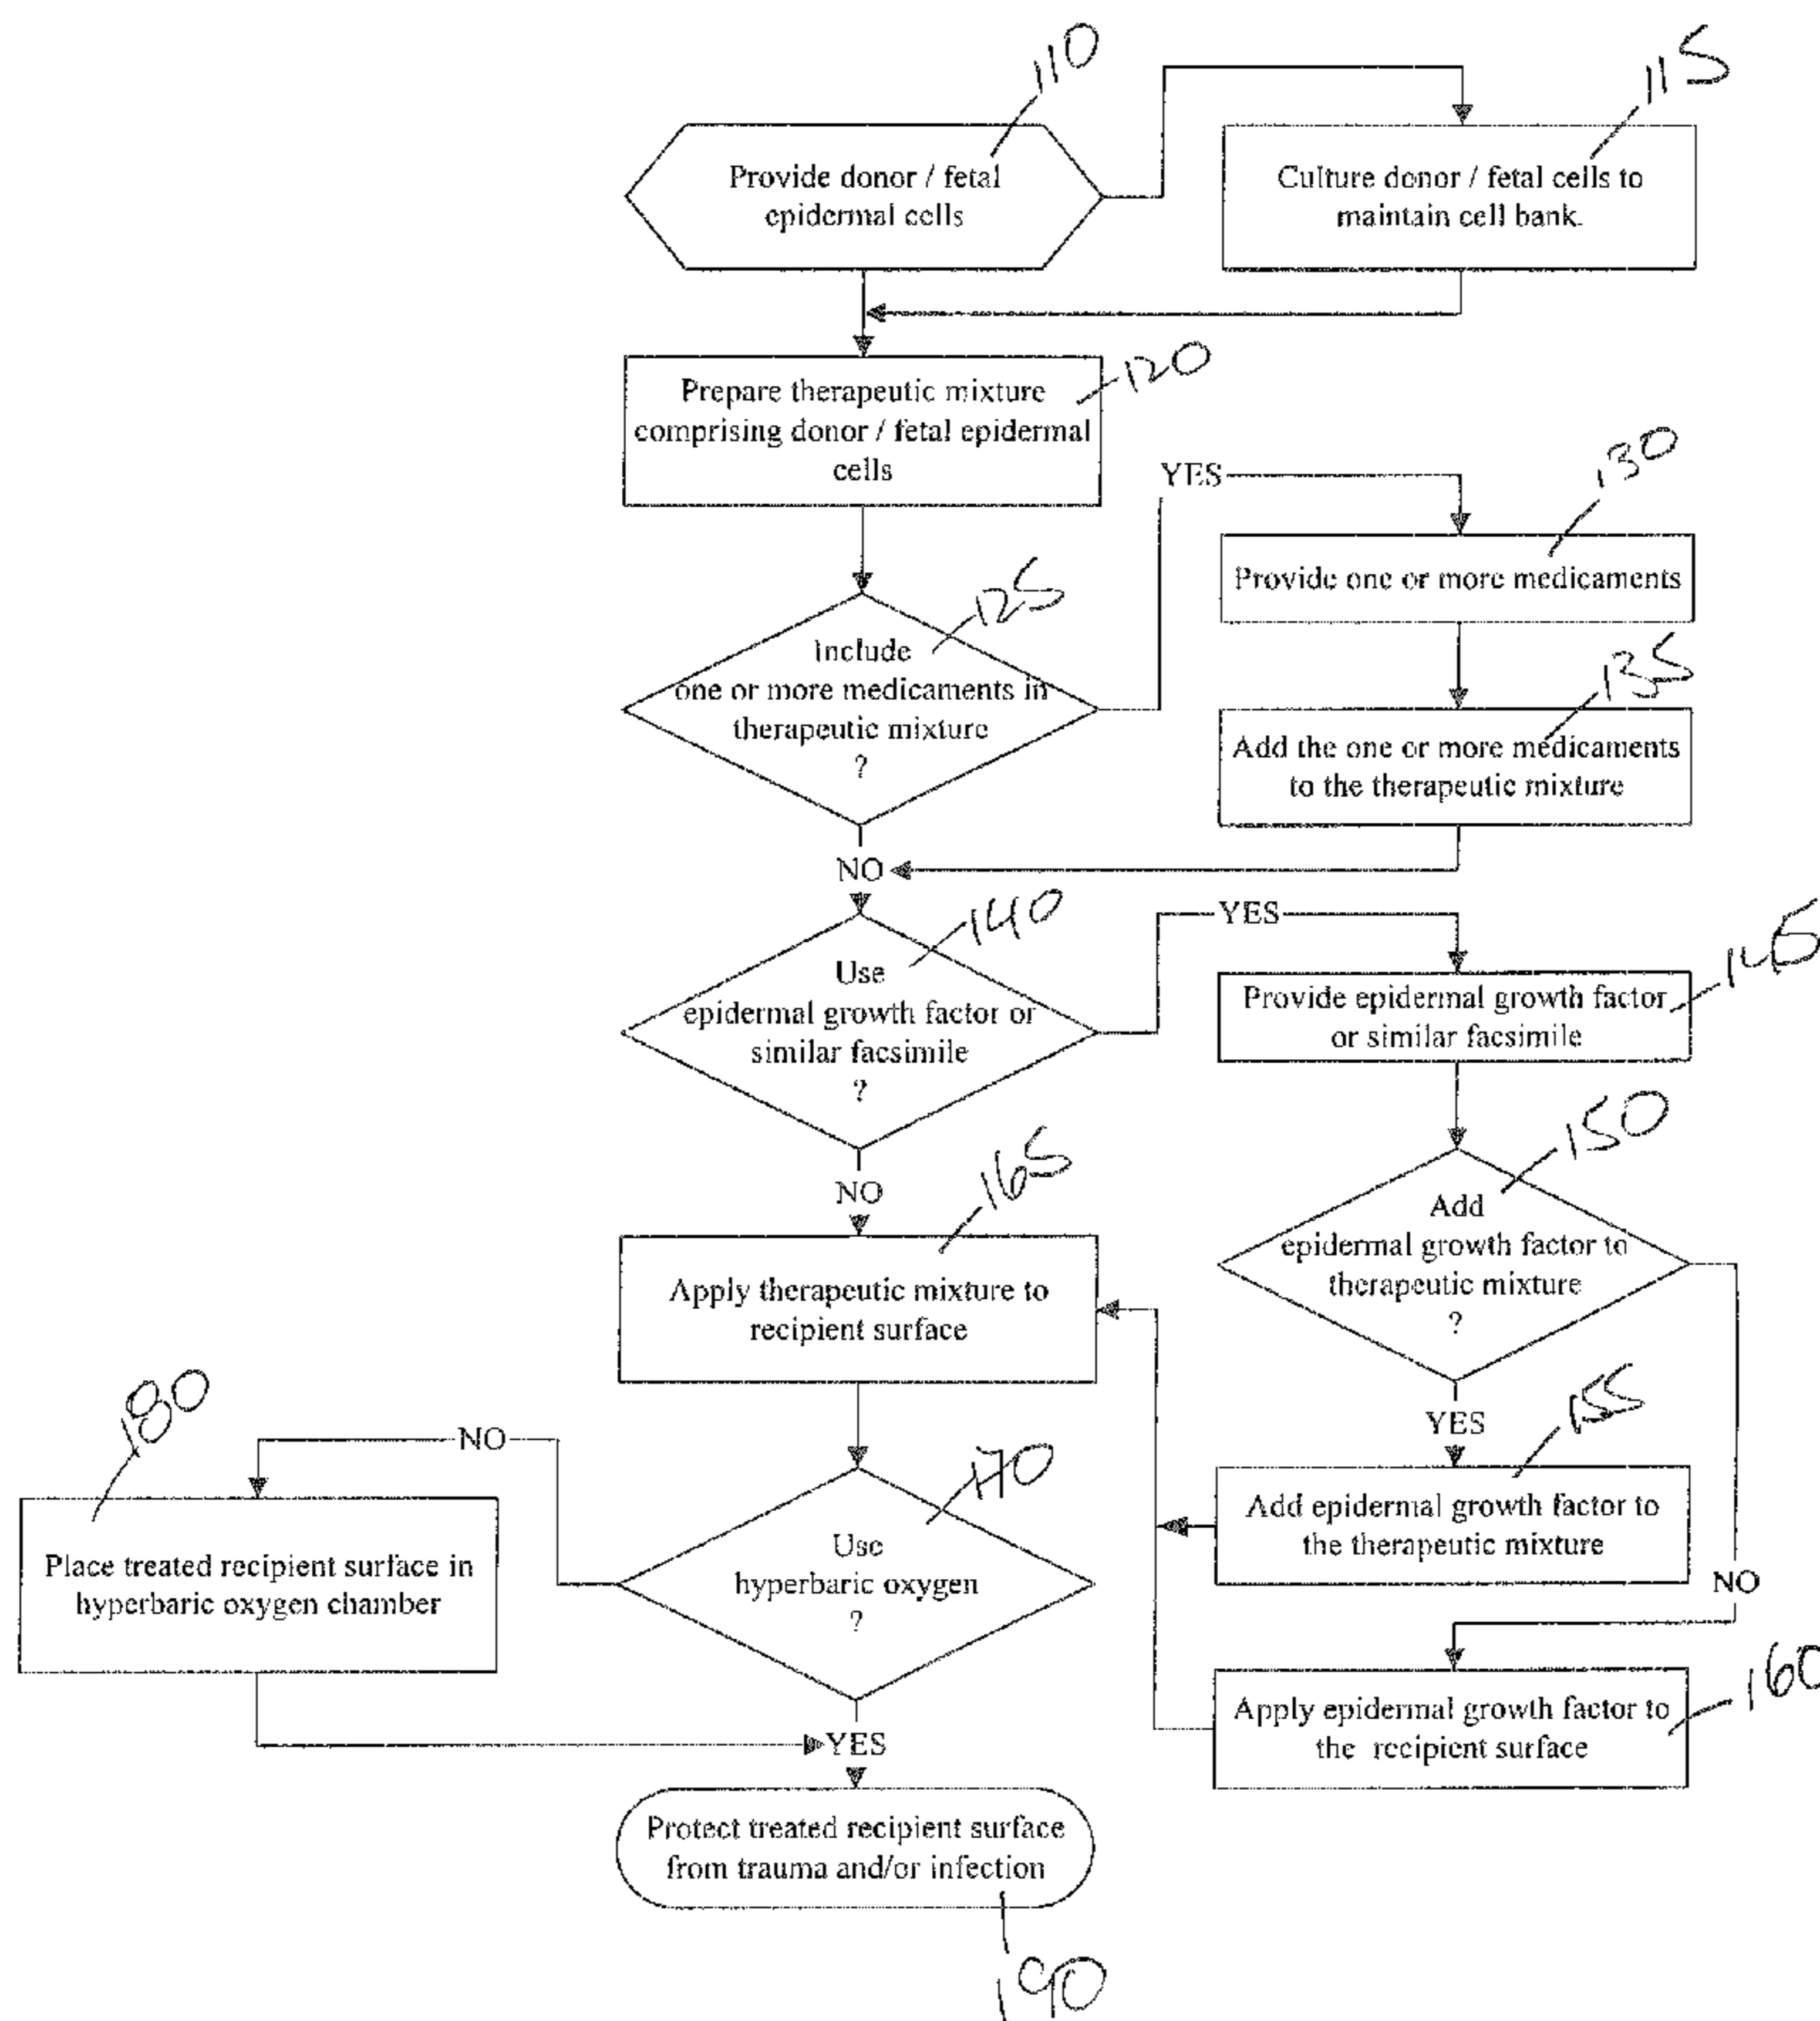 110
115
Provide donor / fetal
epidermal cells
Culture donor / fetal cells to
maintain cell bank.
120
Prepare therapeutic mixture
comprising donor / fetal epidermal
cells
YES
130
Provide one or more medicaments
125
Include
one or more medicaments in
therapeutic mixture
?
135
Add the one or more medicaments
to the therapeutic mixture
NO
140
YES
145
Use
epidermal growth factor or
similar facsimile
?
Provide epidermal growth factor
or similar facsimile
NO
165
150
Add
epidermal growth factor to
therapeutic mixture
?
Apply therapeutic mixture to
recipient surface
180
NO
170
YES
155
Place treated recipient surface in
hyperbaric oxygen chamber
Use
hyperbaric oxygen
?
Add epidermal growth factor to
the therapeutic mixture
NO
160
Apply epidermal growth factor to
the recipient surface
YES
Protect treated recipient surface
from trauma and/or infection
190